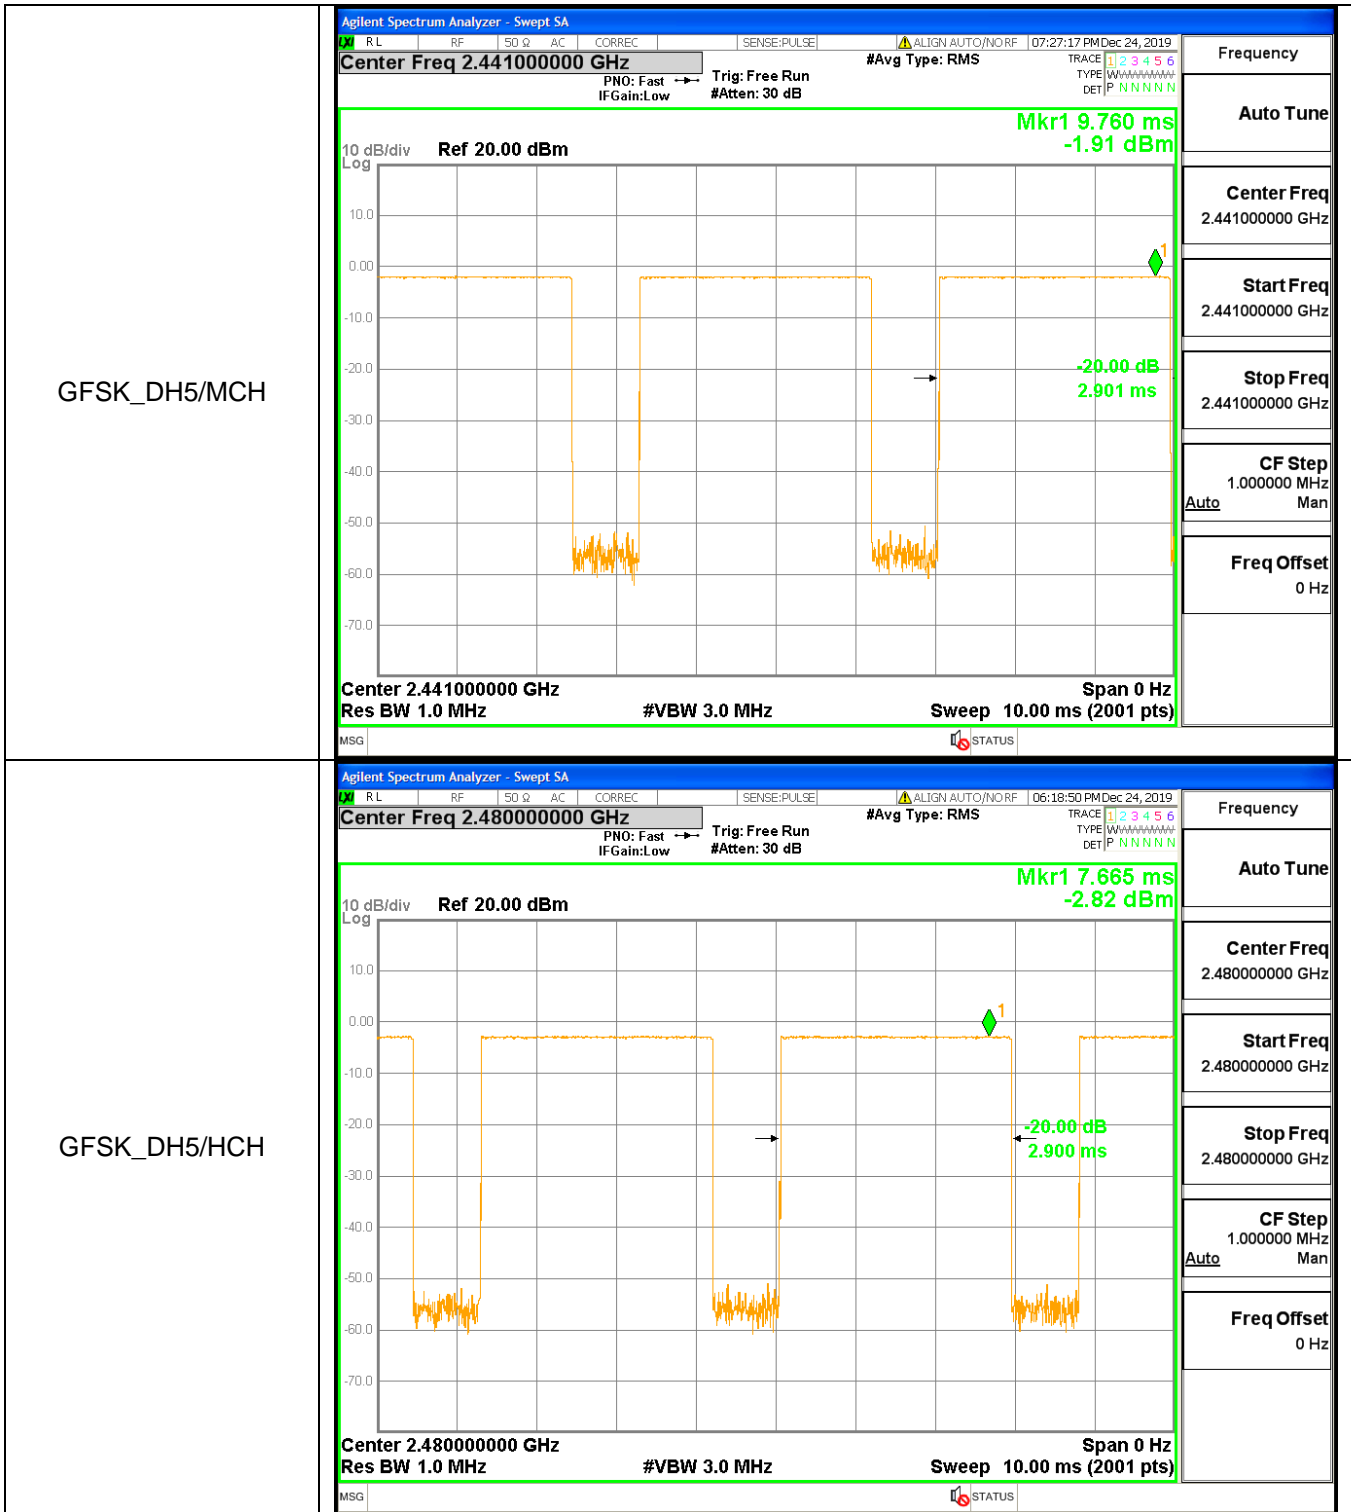 GFSK_DH5/MCH
Agilent Spectrum Analyzer - Swept SA
LXI RL RF 50 Ω AC CORREC SENSE:PULSE ALIGN AUTO/NO RF 07:27:17 PM Dec 24, 2019
Center Freq 2.441000000 GHz
#Avg Type: RMS
TRACE 1 2 3 4 5 6
PNO: Fast
Trig: Free Run
TYPE
IFGain:Low
#Atten: 30 dB
DET P N N N N N
Mkr1 9.760 ms
-1.91 dBm
10 dB/div Ref 20.00 dBm
Log
10.0
0.00
1
-10.0
-20.0
-20.00 dB
2.901 ms
-30.0
-40.0
-50.0
-60.0
-70.0
Center 2.441000000 GHz Span 0 Hz
Res BW 1.0 MHz #VBW 3.0 MHz Sweep 10.00 ms (2001 pts)
MSG STATUS
Frequency
Auto Tune
Center Freq
2.441000000 GHz
Start Freq
2.441000000 GHz
Stop Freq
2.441000000 GHz
CF Step
1.000000 MHz
Auto Man
Freq Offset
0 Hz
GFSK_DH5/HCH
Agilent Spectrum Analyzer - Swept SA
LXI RL RF 50 Ω AC CORREC SENSE:PULSE ALIGN AUTO/NO RF 06:18:50 PM Dec 24, 2019
Center Freq 2.480000000 GHz
#Avg Type: RMS
TRACE 1 2 3 4 5 6
PNO: Fast
Trig: Free Run
TYPE
IFGain:Low
#Atten: 30 dB
DET P N N N N N
Mkr1 7.665 ms
-2.82 dBm
10 dB/div Ref 20.00 dBm
Log
10.0
0.00
1
-10.0
-20.0
-20.00 dB
2.900 ms
-30.0
-40.0
-50.0
-60.0
-70.0
Center 2.480000000 GHz Span 0 Hz
Res BW 1.0 MHz #VBW 3.0 MHz Sweep 10.00 ms (2001 pts)
MSG STATUS
Frequency
Auto Tune
Center Freq
2.480000000 GHz
Start Freq
2.480000000 GHz
Stop Freq
2.480000000 GHz
CF Step
1.000000 MHz
Auto Man
Freq Offset
0 Hz